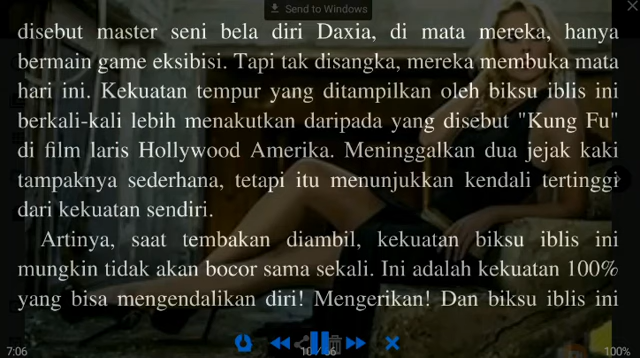 Send to Windows
disebut master seni bela diri Daxia, di mata mereka, hanya
bermain game eksibisi. Tapi tak disangka, mereka membuka mata
hari ini. Kekuatan tempur yang ditampilkan oleh biksu iblis ini
berkali-kali lebih menakutkan daripada yang disebut "Kung Fu"
di film laris Hollywood Amerika. Meninggalkan dua jejak kaki
tampaknya sederhana, tetapi itu menunjukkan kendali tertinggi
dari kekuatan sendiri.
Artinya, saat tembakan diambil, kekuatan biksu iblis ini
mungkin tidak akan bocor sama sekali. Ini adalah kekuatan 100%
yang bisa mengendalikan diri! Mengerikan! Dan biksu iblis ini
7:06
100%